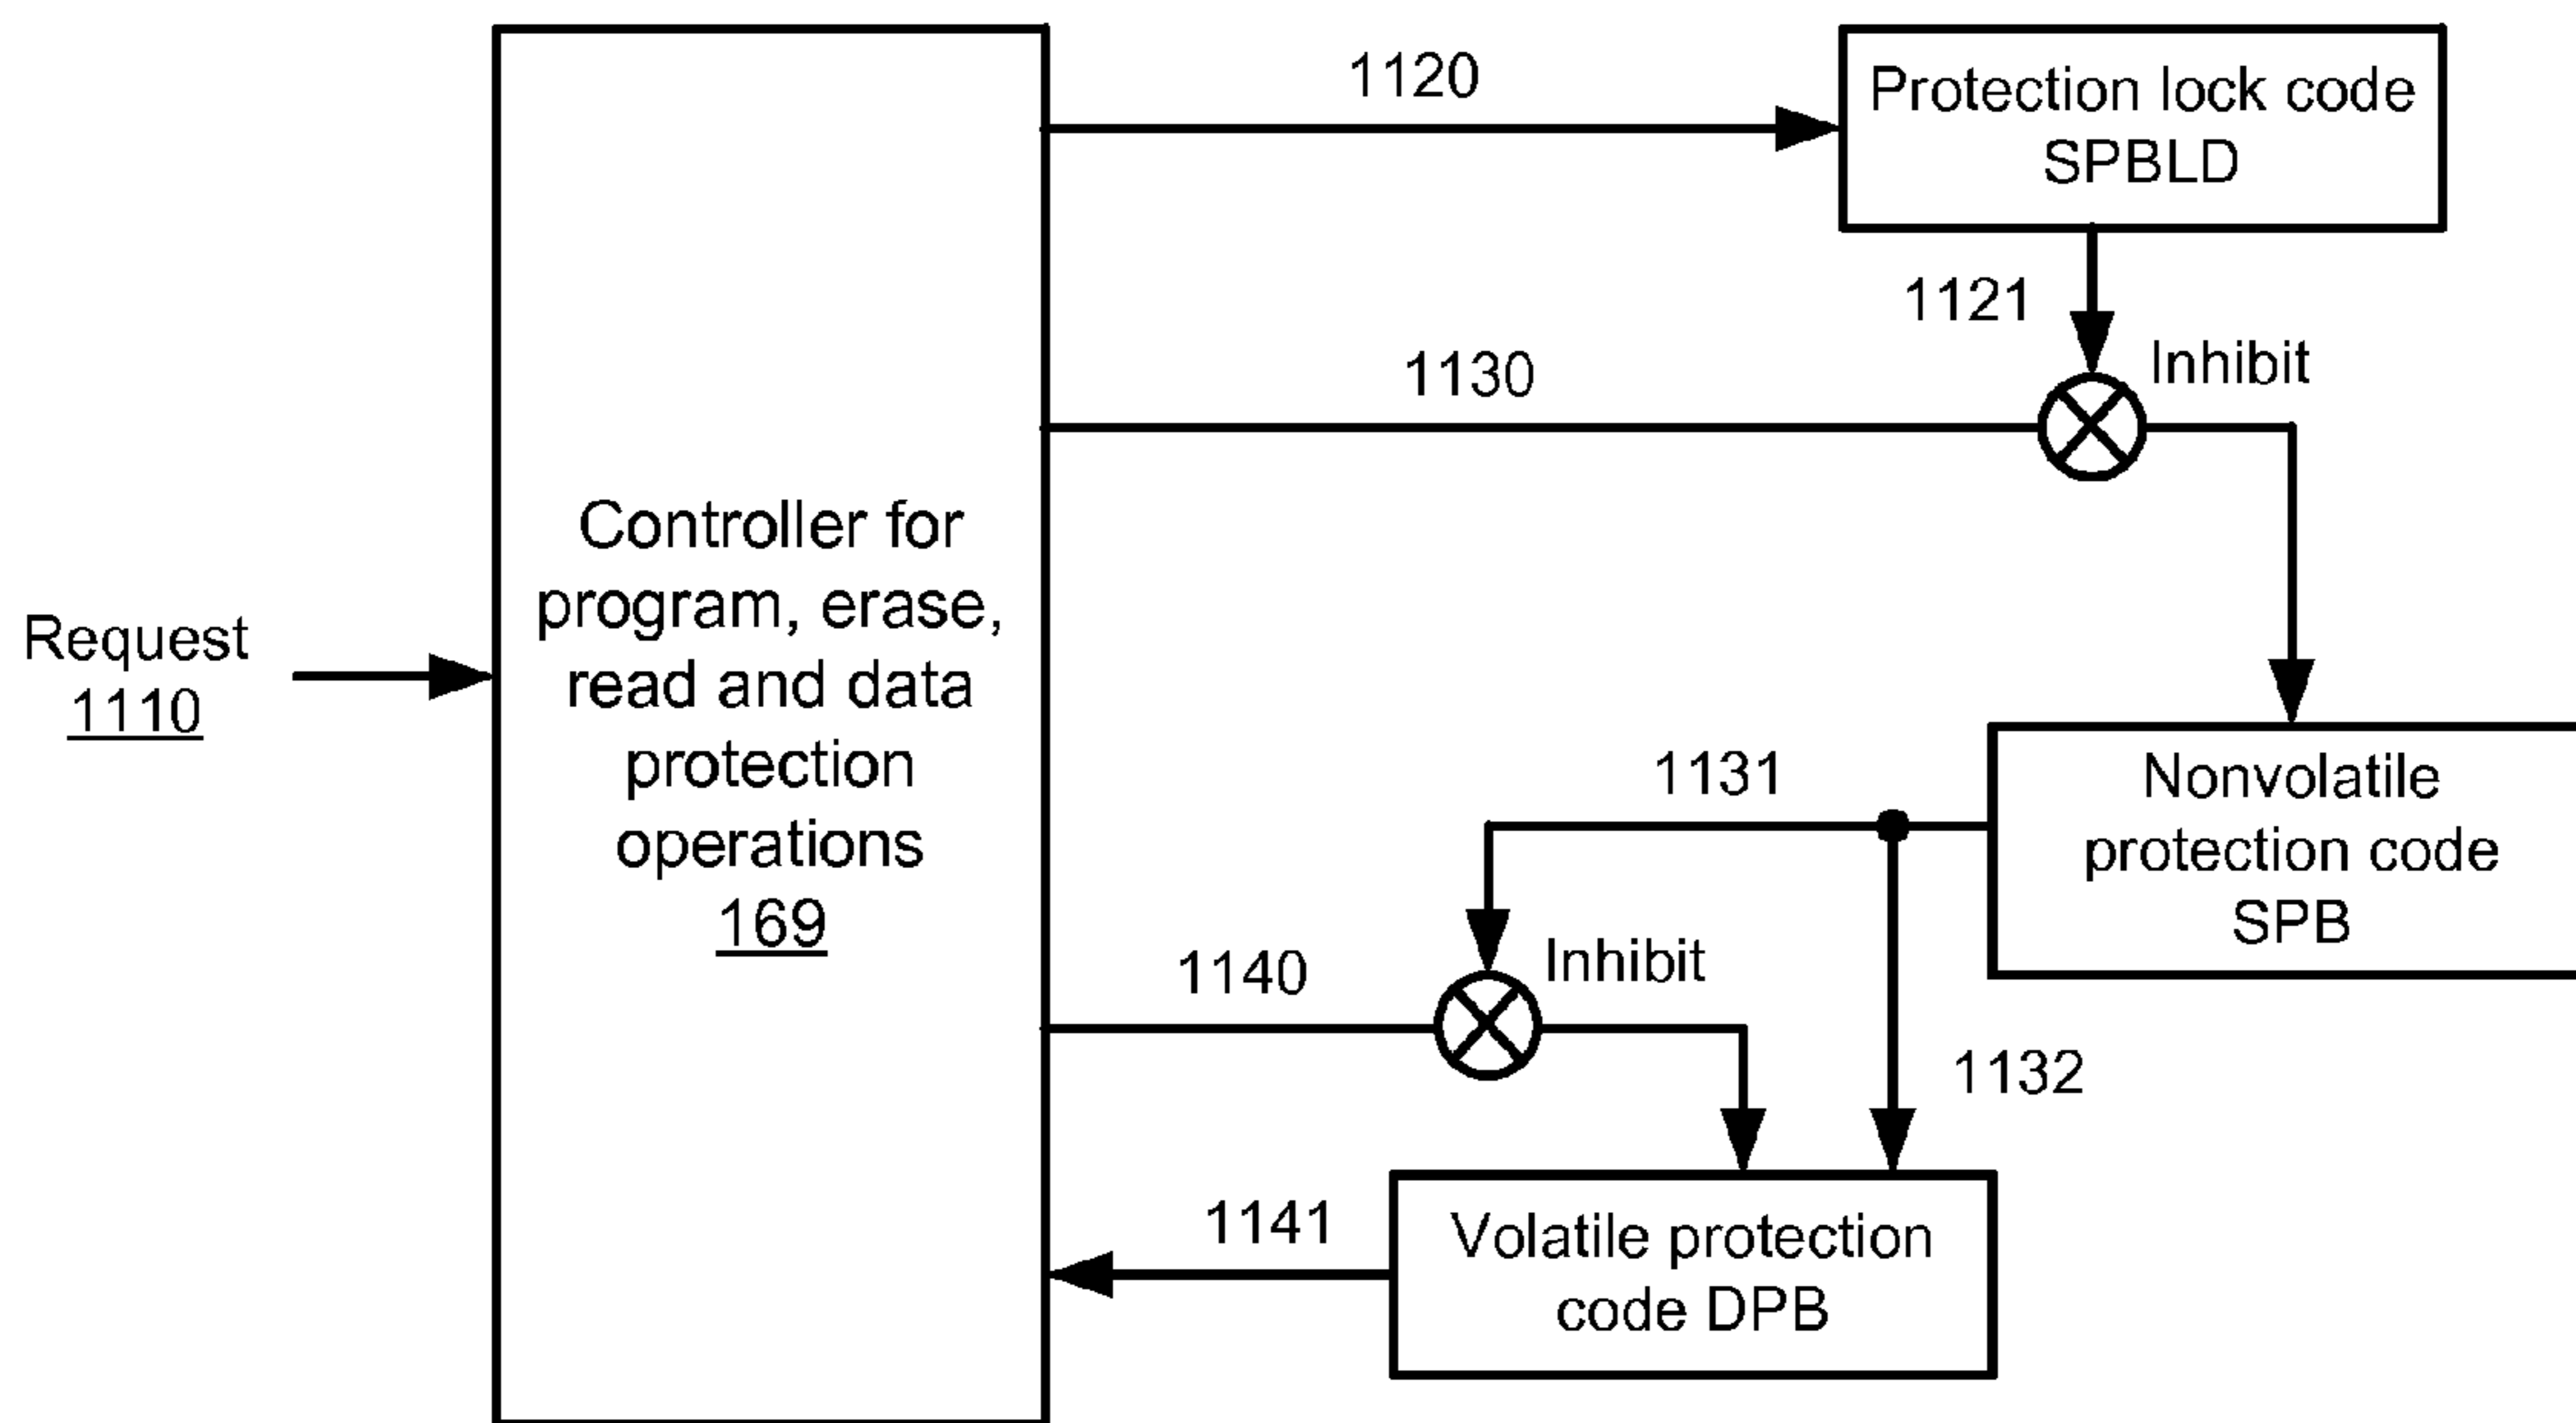 Request
1110
Controller for
program, erase,
read and data
protection
operations
169
1120
Protection lock code
SPBLD
1121
Inhibit
1130
Nonvolatile
protection code
SPB
1131
1132
1140
Inhibit
1141
Volatile protection
code DPB